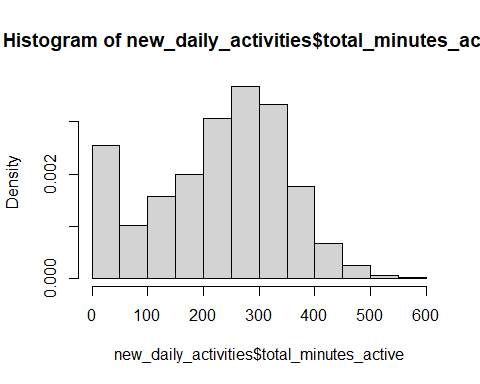 Histogram of new_daily_activities$total_minutes_ac
Density
0.002
0.000
0 100 200 300 400 500 600
new_daily_activities$total_minutes_active